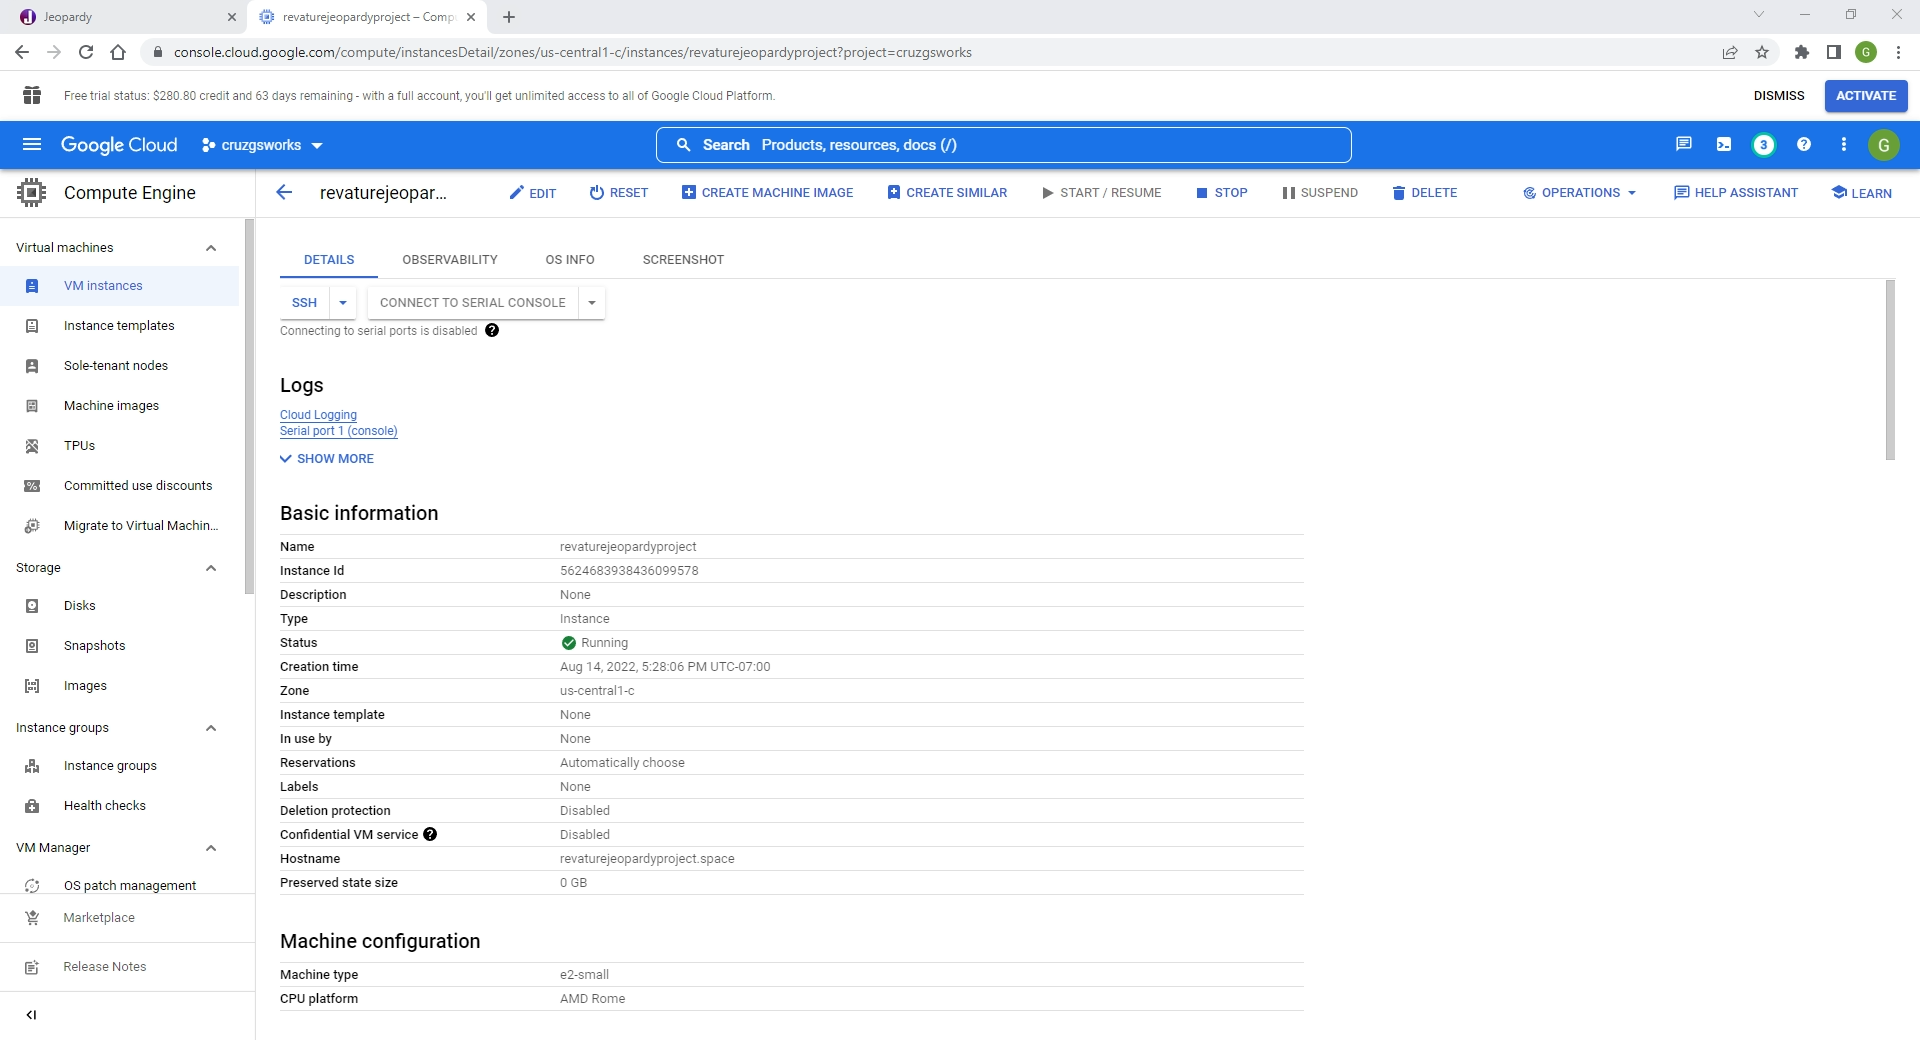 Jeopardy
revaturejeopardyproject – Compu
console.cloud.google.com/compute/instancesDetail/zones/us-central1-c/instances/revaturejeopardyproject?project=cruzgsworks
G
Free trial status: $280.80 credit and 63 days remaining - with a full account, you'll get unlimited access to all of Google Cloud Platform.
DISMISS
ACTIVATE
Google Cloud
cruzgsworks
Search Products, resources, docs (/)
3
G
Compute Engine
revaturejeopar...
EDIT
RESET
CREATE MACHINE IMAGE
CREATE SIMILAR
START / RESUME
STOP
SUSPEND
DELETE
OPERATIONS
HELP ASSISTANT
LEARN
Virtual machines
VM instances
Instance templates
Sole-tenant nodes
Machine images
TPUs
Committed use discounts
Migrate to Virtual Machin...
Storage
Disks
Snapshots
Images
Instance groups
Instance groups
Health checks
VM Manager
OS patch management
Marketplace
Release Notes
DETAILS
OBSERVABILITY
OS INFO
SCREENSHOT
SSH
CONNECT TO SERIAL CONSOLE
Connecting to serial ports is disabled
Logs
Cloud Logging
Serial port 1 (console)
SHOW MORE
Basic information
Name revaturejeopardyproject
Instance Id 5624683938436099578
Description None
Type Instance
Status Running
Creation time Aug 14, 2022, 5:28:06 PM UTC-07:00
Zone us-central1-c
Instance template None
In use by None
Reservations Automatically choose
Labels None
Deletion protection Disabled
Confidential VM service Disabled
Hostname revaturejeopardyproject.space
Preserved state size 0 GB
Machine configuration
Machine type e2-small
CPU platform AMD Rome